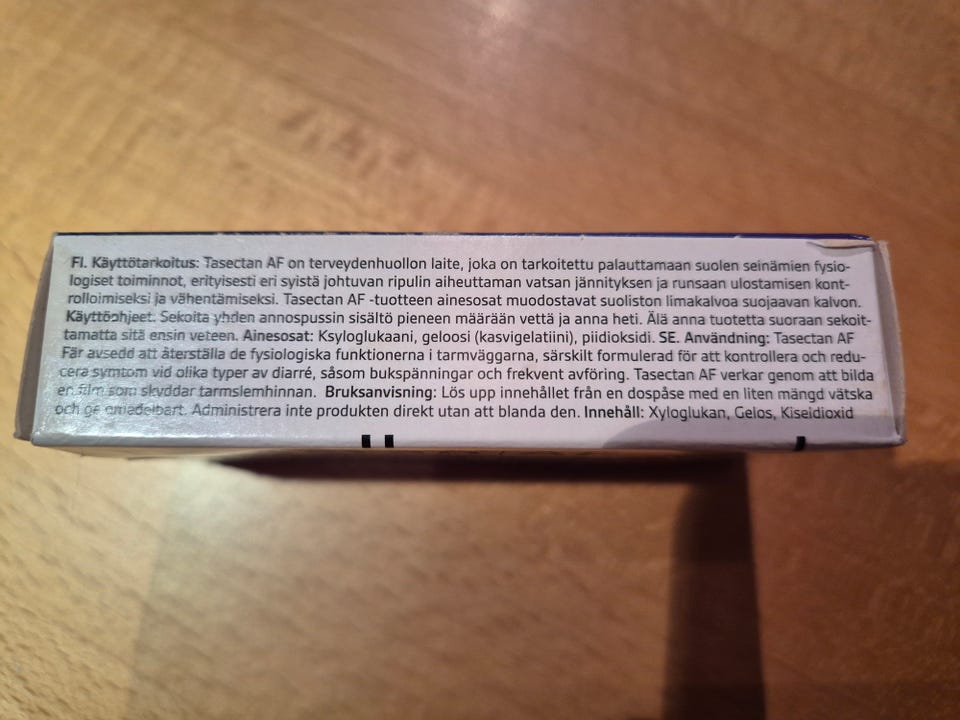 FI. Käyttötarkoitus: Tasectan AF on terveydenhuollon laite, joka on tarkoitettu palauttamaan suolen seinämien fysio-
logiset toiminnot, erityisesti eri syistä johtuvan ripulin aiheuttaman vatsan jännityksen ja runsaan ulostamisen kont-
rolloimiseksi ja vähentämiseksi. Tasectan AF -tuotteen ainesosat muodostavat suoliston limakalvoa suojaavan kalvon.
Käyttöohjeet. Sekoita yhden annospussin sisältö pieneen määrään vettä ja anna heti. Älä anna tuotetta suoraan sekoit-
tamatta sitä ensin veteen. Ainesosat: Ksyloglukaani, geloosi (kasvigelatiini), piidioksidi. SE. Användning: Tasectan AF
Fär avsedd att återställa de fysiologiska funktionerna i tarmväggarna, särskilt formulerad för att kontrollera och redu-
cera symtom vid olika typer av diarré, såsom bukspänningar och frekvent avföring. Tasectan AF verkar genom att bilda
en film som skyddar tarmslemhinnan. Bruksanvisning: Lös upp innehållet från en dospåse med en liten mängd vätska
och ge omedelbart. Administrera inte produkten direkt utan att blanda den. Innehåll: Xyloglukan, Gelos, Kiseidioxid